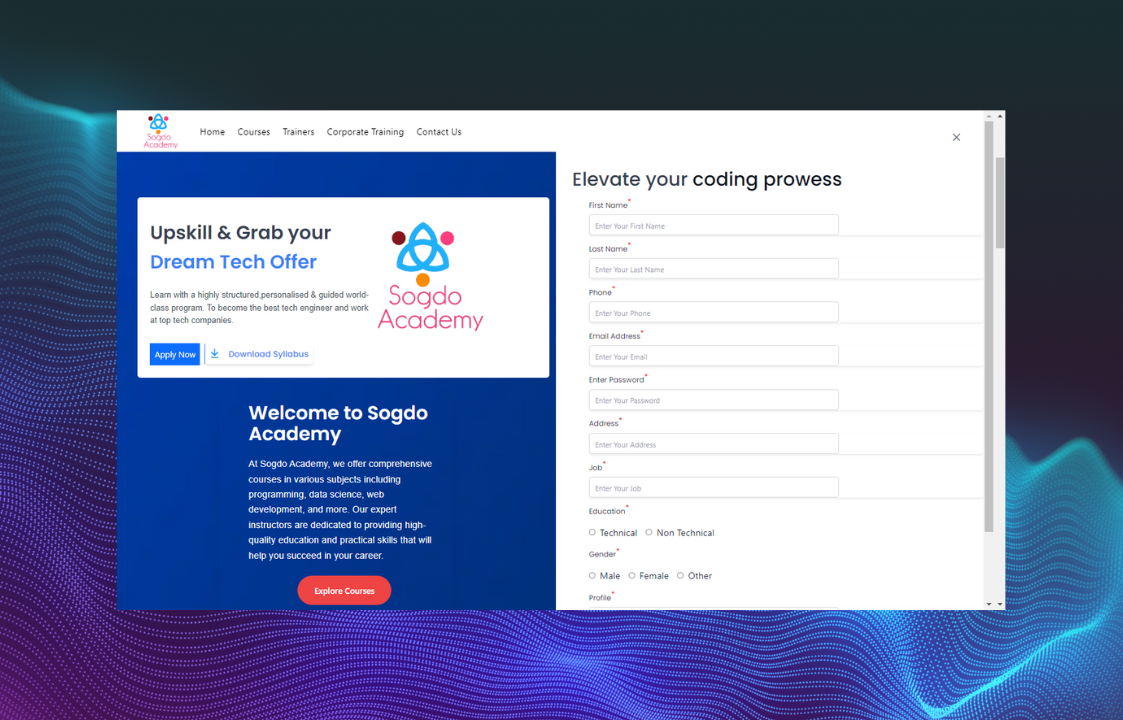 Sogdo
Academy
Home Courses Trainers Corporate Training Contact Us
Upskill & Grab your
Dream Tech Offer
Learn with a highly structured,personalised & guided world-
class program. To become the best tech engineer and work
at top tech companies.
Apply Now Download Syllabus
Sogdo
Academy
Welcome to Sogdo
Academy
At Sogdo Academy, we offer comprehensive
courses in various subjects including
programming, data science, web
development, and more. Our expert
instructors are dedicated to providing high-
quality education and practical skills that will
help you succeed in your career.
Explore Courses
Elevate your coding prowess
First Name*
Enter Your First Name
Last Name*
Enter Your Last Name
Phone*
Enter Your Phone
Email Address*
Enter Your Email
Enter Password*
Enter Your Password
Address*
Enter Your Address
Job*
Enter Your Job
Education*
Technical Non Technical
Gender*
Male Female Other
Profile*